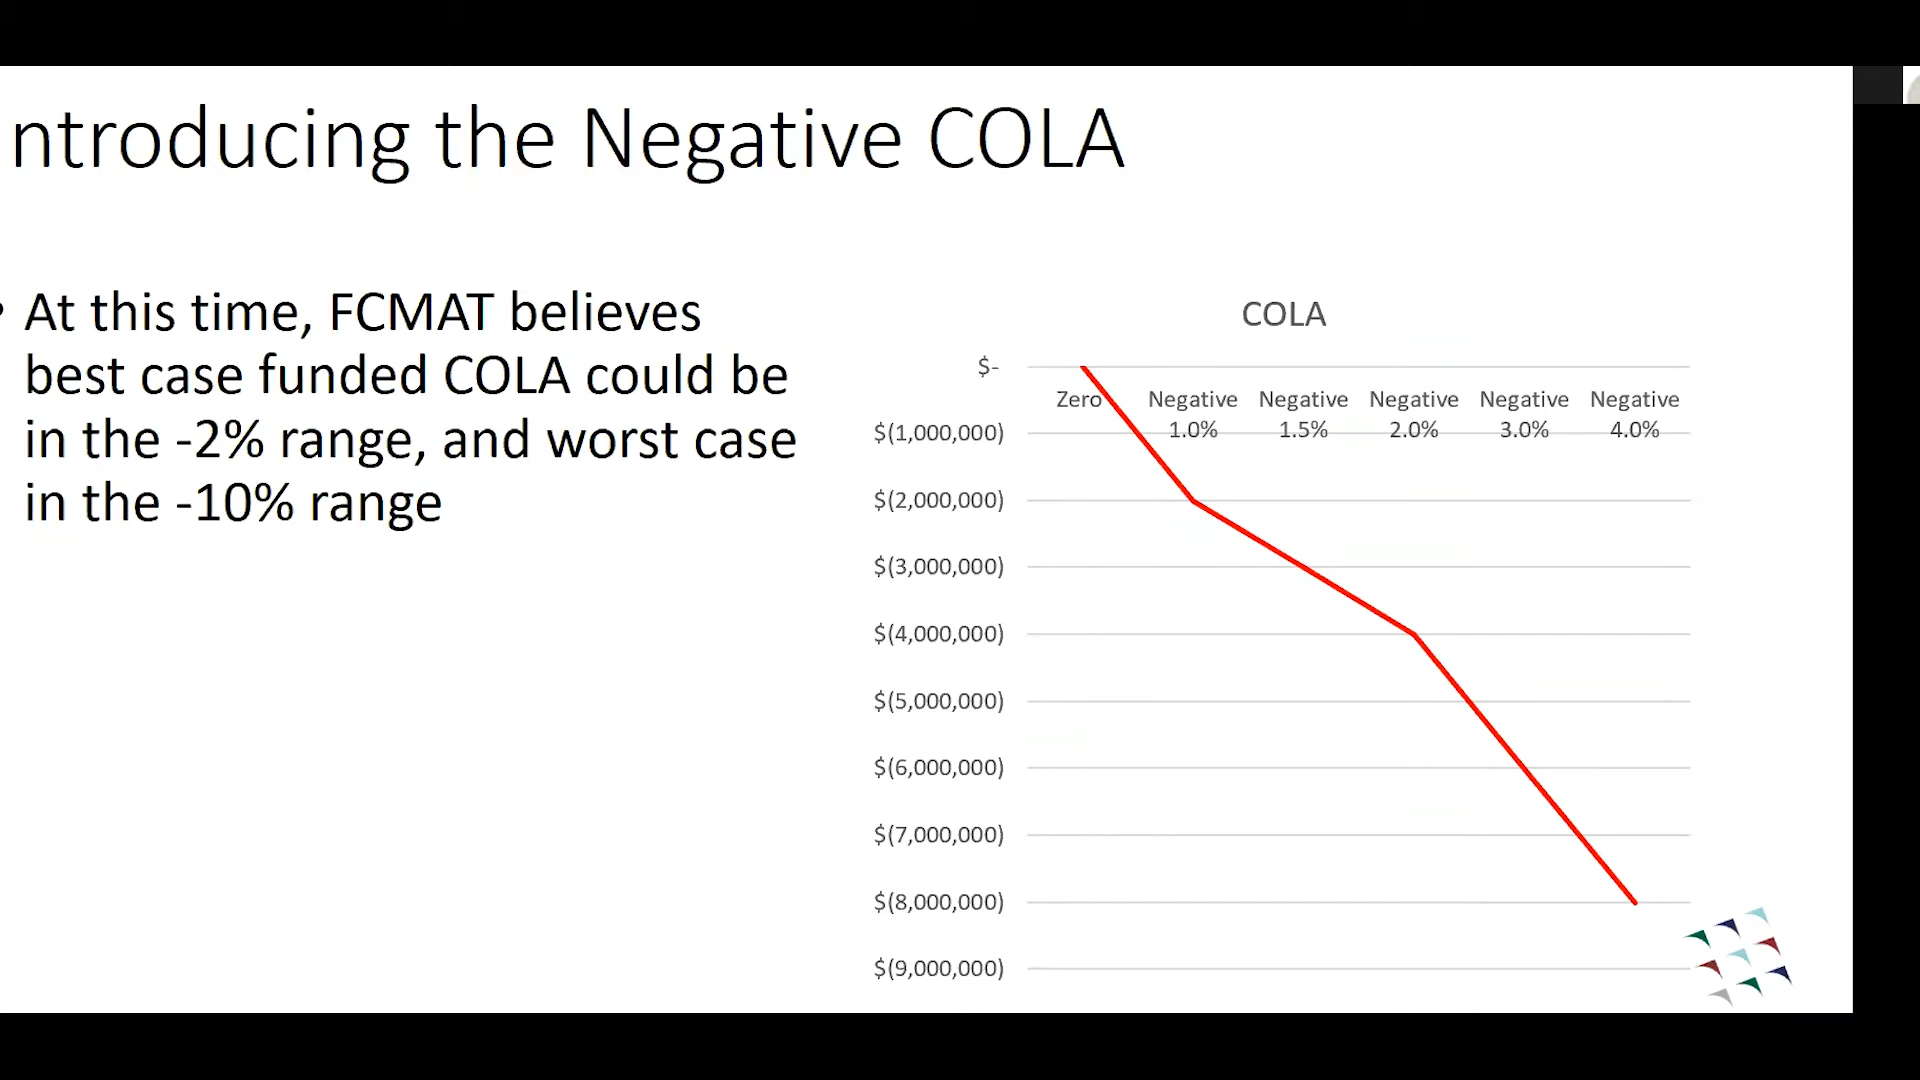 ntroducing the Negative COLA
• At this time, FCMAT believes
best case funded COLA could be
in the -2% range, and worst case
in the -10% range
COLA
$-
Zero Negative Negative Negative Negative Negative
1.0% 1.5% 2.0% 3.0% 4.0%
$(1,000,000)
$(2,000,000)
$(3,000,000)
$(4,000,000)
$(5,000,000)
$(6,000,000)
$(7,000,000)
$(8,000,000)
$(9,000,000)